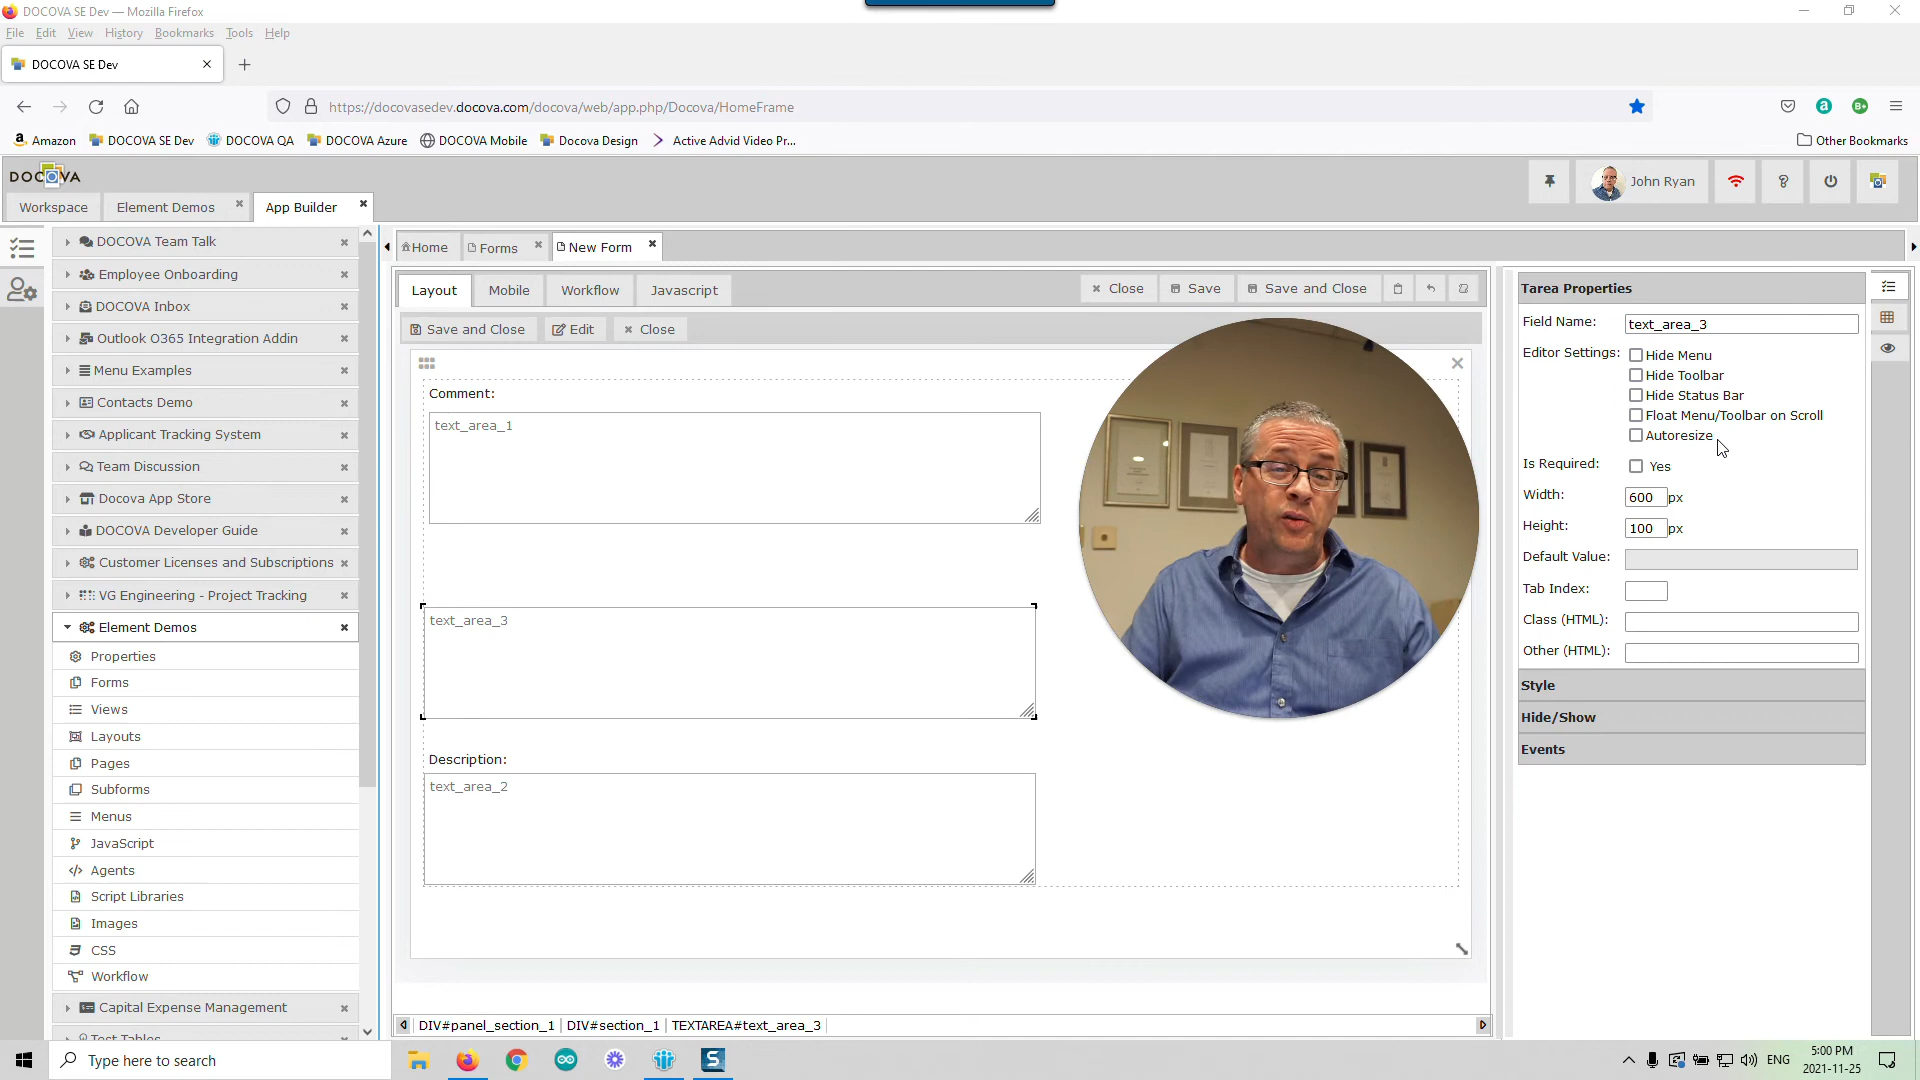 DOCOVA SE Dev — Mozilla Firefox
File Edit View History Bookmarks Tools Help
DOCOVA SE Dev
https://docovasedev.docova.com/docova/web/app.php/Docova/HomeFrame
Amazon DOCOVA SE Dev DOCOVA QA DOCOVA Azure DOCOVA Mobile Docova Design Active Advid Video Pr... Other Bookmarks
DOCOVA
John Ryan
Workspace Element Demos App Builder
DOCOVA Team Talk
Employee Onboarding
DOCOVA Inbox
Outlook O365 Integration Addin
Menu Examples
Contacts Demo
Applicant Tracking System
Team Discussion
Docova App Store
DOCOVA Developer Guide
Customer Licenses and Subscriptions
VG Engineering - Project Tracking
Element Demos
Properties
Forms
Views
Layouts
Pages
Subforms
Menus
JavaScript
Agents
Script Libraries
Images
CSS
Workflow
Capital Expense Management
Test Tables
Home Forms New Form
Layout Mobile Workflow Javascript Close Save Save and Close
Save and Close Edit Close
Comment:
text_area_1
text_area_3
Description:
text_area_2
DIV#panel_section_1 DIV#section_1 TEXTAREA#text_area_3
Tarea Properties
Field Name: text_area_3
Editor Settings: Hide Menu
Hide Toolbar
Hide Status Bar
Float Menu/Toolbar on Scroll
Autoresize
Is Required: Yes
Width: 600 px
Height: 100 px
Default Value:
Tab Index:
Class (HTML):
Other (HTML):
Style
Hide/Show
Events
Type here to search
ENG
5:00 PM
2021-11-25